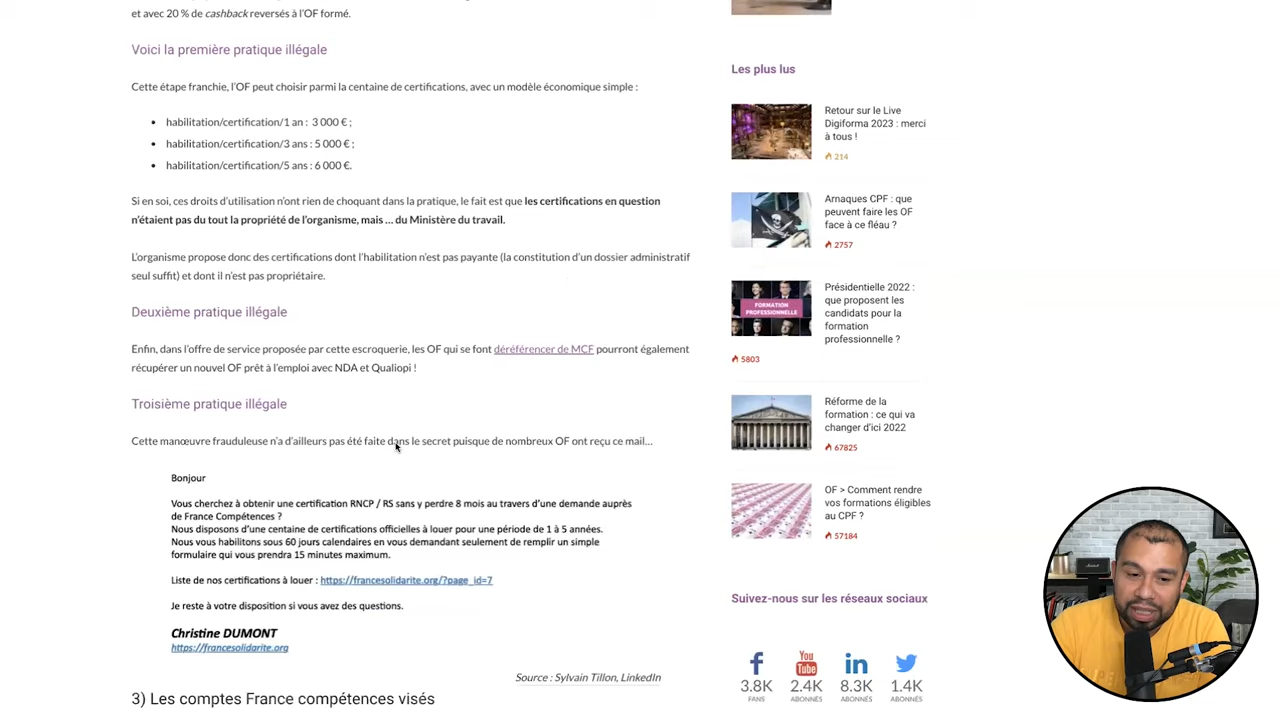 et avec 20 % de cashback reversés à l'OF formé.
Voici la première pratique illégale
Cette étape franchie, l'OF peut choisir parmi la centaine de certifications, avec un modèle économique simple :
• habilitation/certification/1 an : 3 000 € ;
• habilitation/certification/3 ans : 5 000 € ;
• habilitation/certification/5 ans : 6 000 €.
Si en soi, ces droits d'utilisation n'ont rien de choquant dans la pratique, le fait est que les certifications en question
n'étaient pas du tout la propriété de l'organisme, mais … du Ministère du travail.
L'organisme propose donc des certifications dont l'habilitation n'est pas payante (la constitution d'un dossier administratif
seul suffit) et dont il n'est pas propriétaire.
Deuxième pratique illégale
Enfin, dans l'offre de service proposée par cette escroquerie, les OF qui se font déréférencer de MCF pourront également
récupérer un nouvel OF prêt à l'emploi avec NDA et Qualiopi !
Troisième pratique illégale
Cette manœuvre frauduleuse n'a d'ailleurs pas été faite dans le secret puisque de nombreux OF ont reçu ce mail…
Bonjour
Vous cherchez à obtenir une certification RNCP / RS sans y perdre 8 mois au travers d'une demande auprès
de France Compétences ?
Nous disposons d'une centaine de certifications officielles à louer pour une période de 1 à 5 années.
Nous vous habilitons sous 60 jours calendaires en vous demandant seulement de remplir un simple
formulaire qui vous prendra 15 minutes maximum.
Liste de nos certifications à louer : https://francesolidarite.org/?page_id=7
Je reste à votre disposition si vous avez des questions.
Christine DUMONT
https://francesolidarite.org
Source : Sylvain Tillon, LinkedIn
3) Les comptes France compétences visés
Les plus lus
Retour sur le Live
Digiforma 2023 : merci
à tous !
214
Arnaques CPF : que
peuvent faire les OF
face à ce fléau ?
2757
FORMATION
PROFESSIONNELLE
Présidentielle 2022 :
que proposent les
candidats pour la
formation
professionnelle ?
5803
Réforme de la
formation : ce qui va
changer d'ici 2022
67825
OF > Comment rendre
vos formations éligibles
au CPF ?
57184
Suivez-nous sur les réseaux sociaux
You
Tube
3.8K 2.4K 8.3K 1.4K
FANS ABONNÉS ABONNÉS ABONNÉS
Marshall